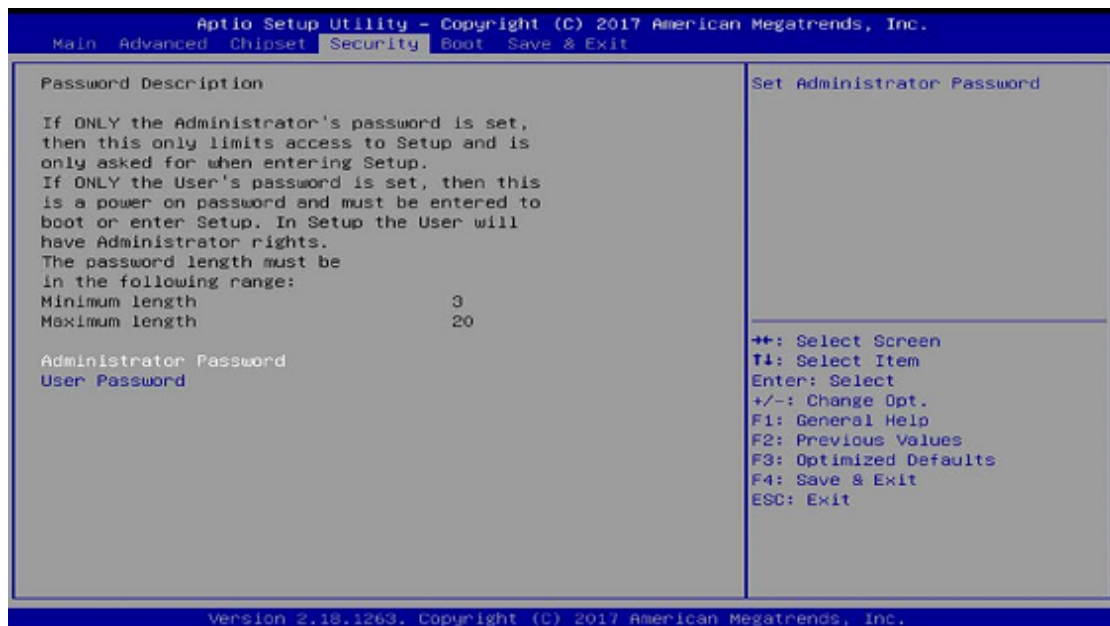 Aptio Setup Utility – Copyright (C) 2017 American Megatrends, Inc.
Main Advanced Chipset Security Boot Save & Exit
Password Description
If ONLY the Administrator's password is set,
then this only limits access to Setup and is
only asked for when entering Setup.
If ONLY the User's password is set, then this
is a power on password and must be entered to
boot or enter Setup. In Setup the User will
have Administrator rights.
The password length must be
in the following range:
Minimum length 3
Maximum length 20
Administrator Password
User Password
Set Administrator Password
→←: Select Screen
↑↓: Select Item
Enter: Select
+/-: Change Opt.
F1: General Help
F2: Previous Values
F3: Optimized Defaults
F4: Save & Exit
ESC: Exit
Version 2.18.1263. Copyright (C) 2017 American Megatrends, Inc.